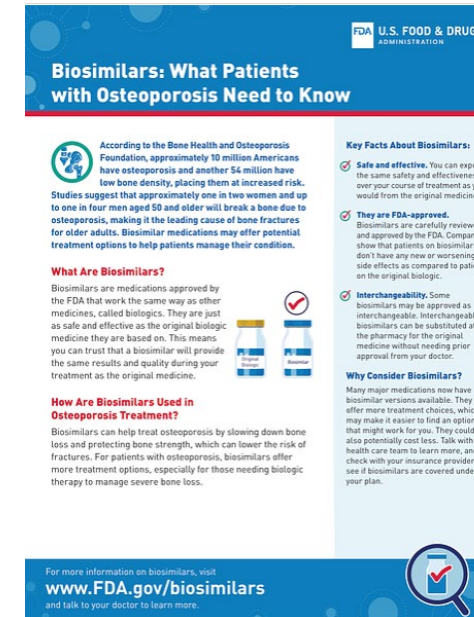 FDA U.S. FOOD & DRUG
ADMINISTRATION
Biosimilars: What Patients
with Osteoporosis Need to Know
According to the Bone Health and Osteoporosis
Foundation, approximately 10 million Americans
have osteoporosis and another 54 million have
low bone density, placing them at increased risk.
Studies suggest that approximately one in two women and up
to one in four men aged 50 and older will break a bone due to
osteoporosis, making it the leading cause of bone fractures
for older adults. Biosimilar medications may offer potential
treatment options to help patients manage their condition.
What Are Biosimilars?
Biosimilars are medications approved by
the FDA that work the same way as other
medicines, called biologics. They are just
as safe and effective as the original biologic
medicine they are based on. This means
you can trust that a biosimilar will provide
the same results and quality during your
treatment as the original medicine.
Original
Biologic
Biosimilar
How Are Biosimilars Used in
Osteoporosis Treatment?
Biosimilars can help treat osteoporosis by slowing down bone
loss and protecting bone strength, which can lower the risk of
fractures. For patients with osteoporosis, biosimilars offer
more treatment options, especially for those needing biologic
therapy to manage severe bone loss.
Key Facts About Biosimilars:
Safe and effective. You can
the same safety and
over your course of treatment as
would from the original
They are FDA-approved.
Biosimilars are carefully
and approved by the FDA.
show that patients on
don't have any new or worsening
side effects as compared to
on the original biologic.
Interchangeability. Some
biosimilars may be approved as
interchangeable.
biosimilars can be substituted
the pharmacy for the original
medicine without needing prior
approval from your doctor.
Why Consider Biosimilars?
Many major medications now have
biosimilar versions available. They
offer more treatment choices,
may make it easier to find an option
that might work for you. They could
also potentially cost less. Talk with
health care team to learn more,
check with your insurance provider
see if biosimilars are covered
your plan.
For more information on biosimilars, visit
www.FDA.gov/biosimilars
and talk to your doctor to learn more.